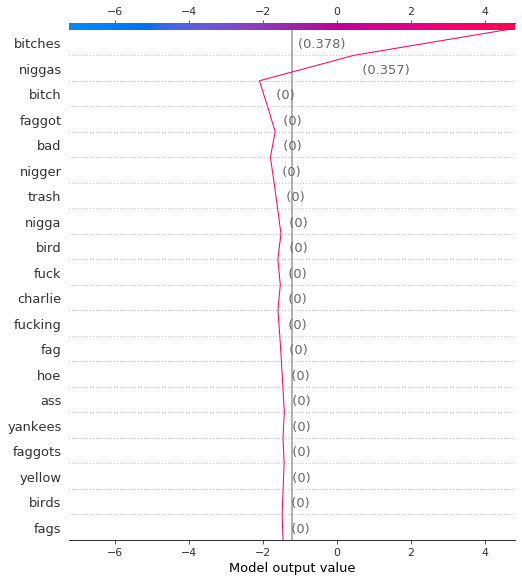 −6 −4 −2 0 2 4
bitches (0.378)
niggas (0.357)
bitch (0)
faggot (0)
bad (0)
nigger (0)
trash (0)
nigga (0)
bird (0)
fuck (0)
charlie (0)
fucking (0)
fag (0)
hoe (0)
ass (0)
yankees (0)
faggots (0)
yellow (0)
birds (0)
fags (0)
−6 −4 −2 0 2 4
Model output value